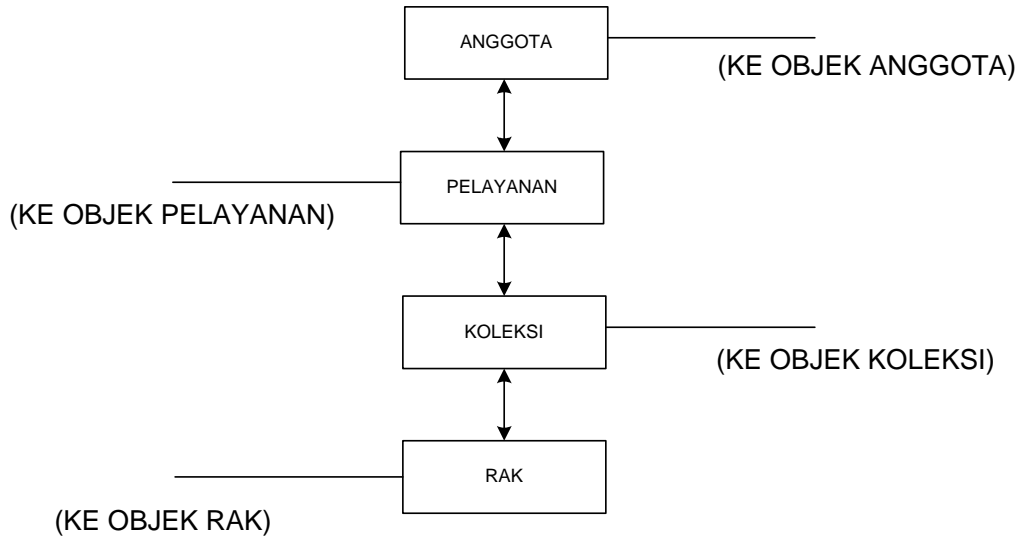 ANGGOTA
(KE OBJEK ANGGOTA)
PELAYANAN
(KE OBJEK PELAYANAN)
KOLEKSI
(KE OBJEK KOLEKSI)
RAK
(KE OBJEK RAK)